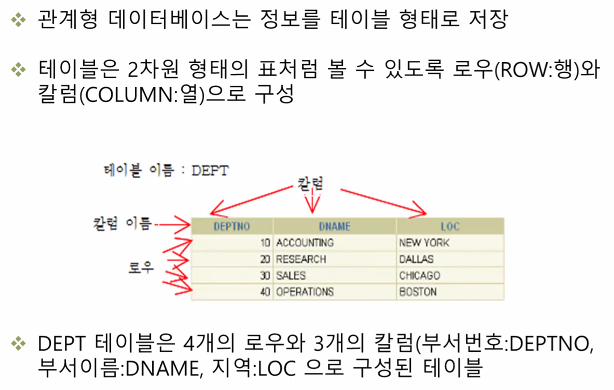 관계형 데이터베이스는 정보를 테이블 형태로 저장
테이블은 2차원 형태의 표처럼 볼 수 있도록 로우(ROW:행)와
칼럼(COLUMN:열)으로 구성
테이블 이름 : DEPT
칼럼
칼럼 이름
DEPTNO DNAME LOC
10 ACCOUNTING NEW YORK
20 RESEARCH DALLAS
로우
30 SALES CHICAGO
40 OPERATIONS BOSTON
DEPT 테이블은 4개의 로우와 3개의 칼럼(부서번호:DEPTNO,
부서이름:DNAME, 지역:LOC 으로 구성된 테이블